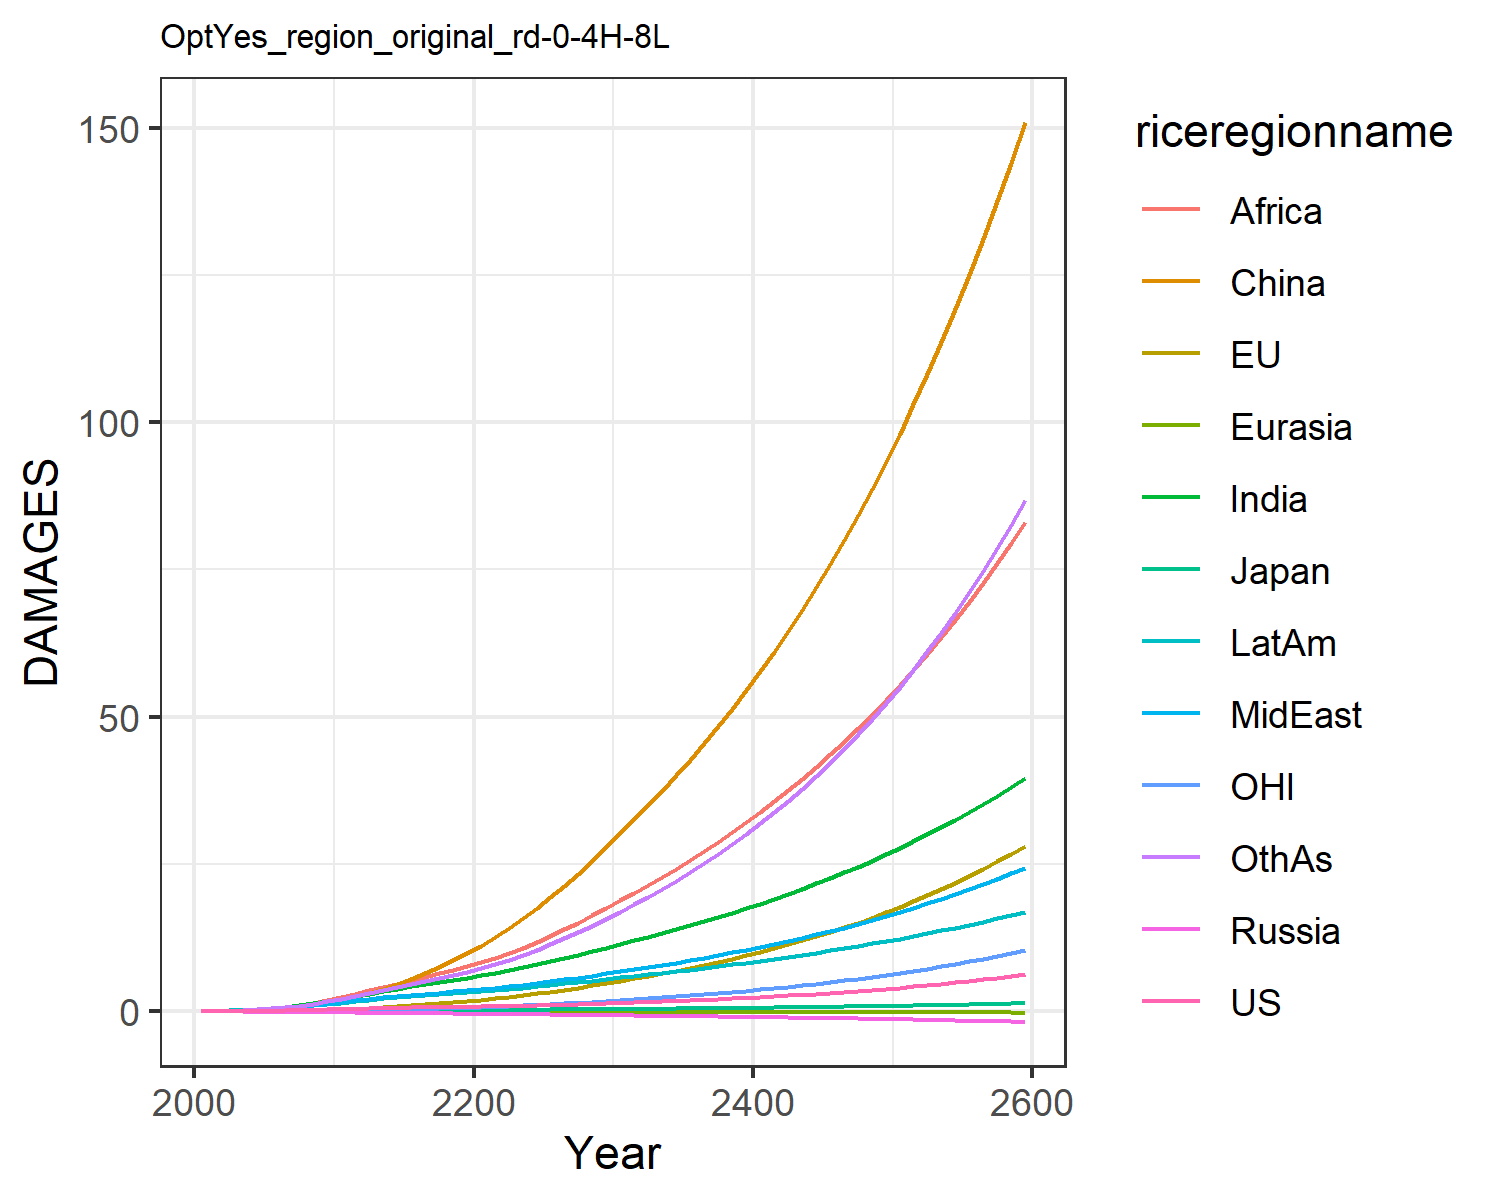 OptYes_region_original_rd-0-4H-8L
DAMAGES
150
100
50
0
2000
2200
2400
2600
Year
riceregionname
Africa
China
EU
Eurasia
India
Japan
LatAm
MidEast
OHI
OthAs
Russia
US